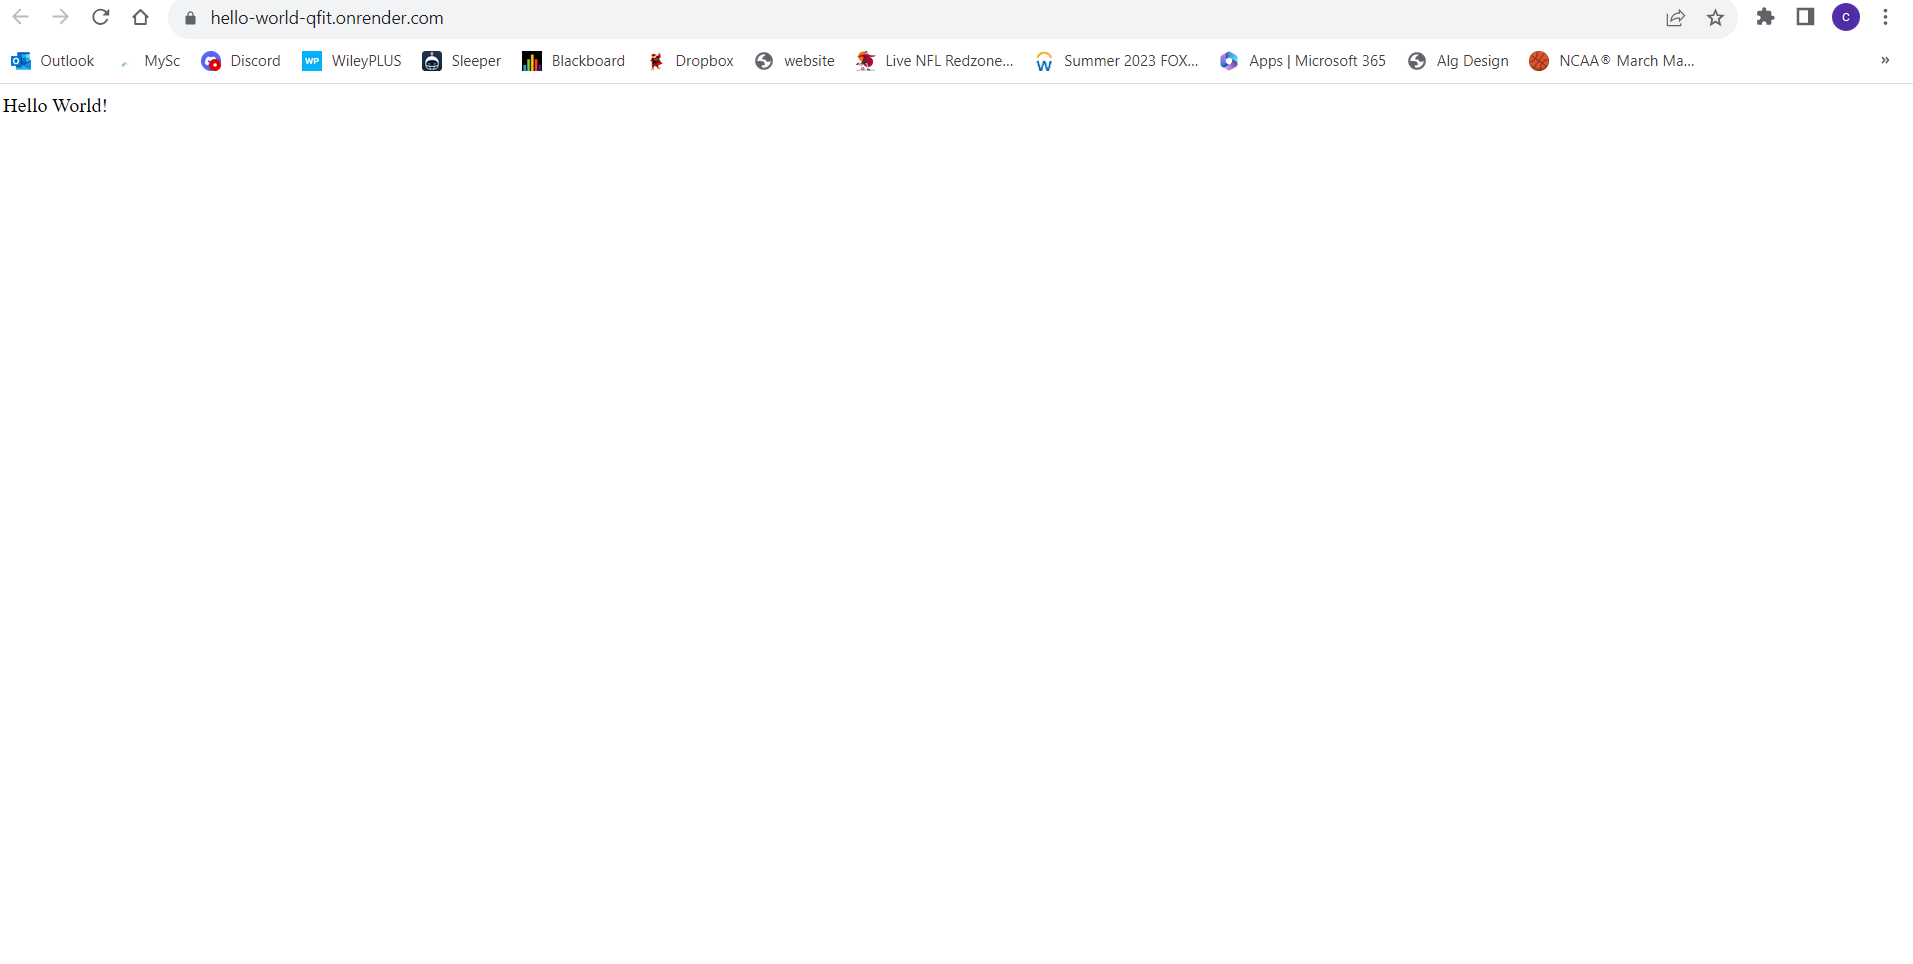 hello-world-qfit.onrender.com
C
Outlook MySc Discord WP WileyPLUS Sleeper Blackboard Dropbox website Live NFL Redzone... W Summer 2023 FOX... Apps | Microsoft 365 Alg Design NCAA® March Ma... »
Hello World!